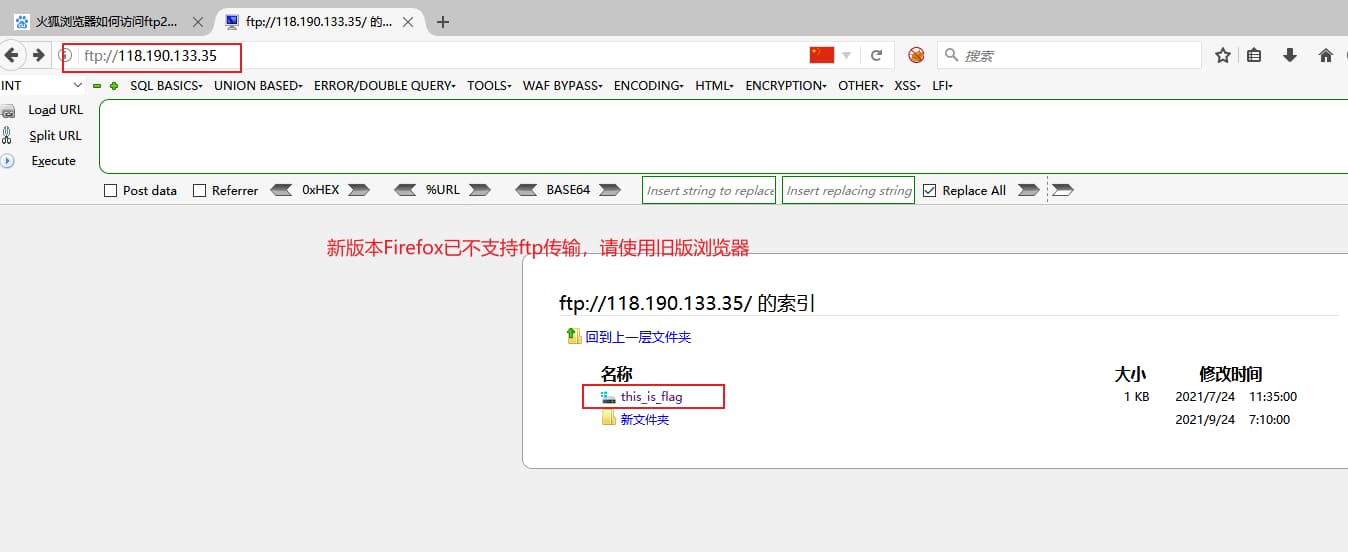 火狐浏览器如何访问ftp2...
ftp://118.190.133.35/ 的...
ftp://118.190.133.35
搜索
INT
SQL BASICS
UNION BASED
ERROR/DOUBLE QUERY
TOOLS
WAF BYPASS
ENCODING
HTML
ENCRYPTION
OTHER
XSS
LFI
Load URL
Split URL
Execute
Post data
Referrer
0xHEX
%URL
BASE64
Insert string to replace
Insert replacing string
Replace All
新版本Firefox已不支持ftp传输，请使用旧版浏览器
ftp://118.190.133.35/ 的索引
回到上一层文件夹
名称 大小 修改时间
this_is_flag 1 KB 2021/7/24 11:35:00
新文件夹 2021/9/24 7:10:00